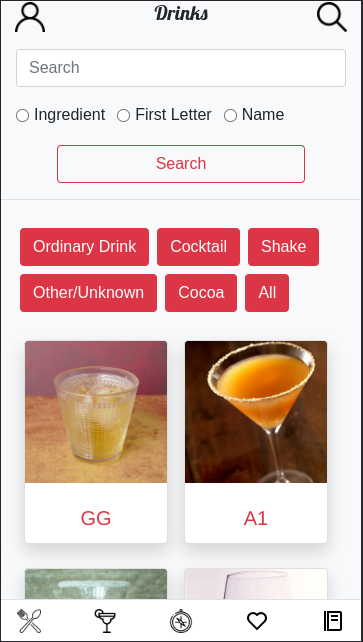 Drinks
Search
Ingredient First Letter Name
Search
Ordinary Drink Cocktail Shake
Other/Unknown Cocoa All
GG A1